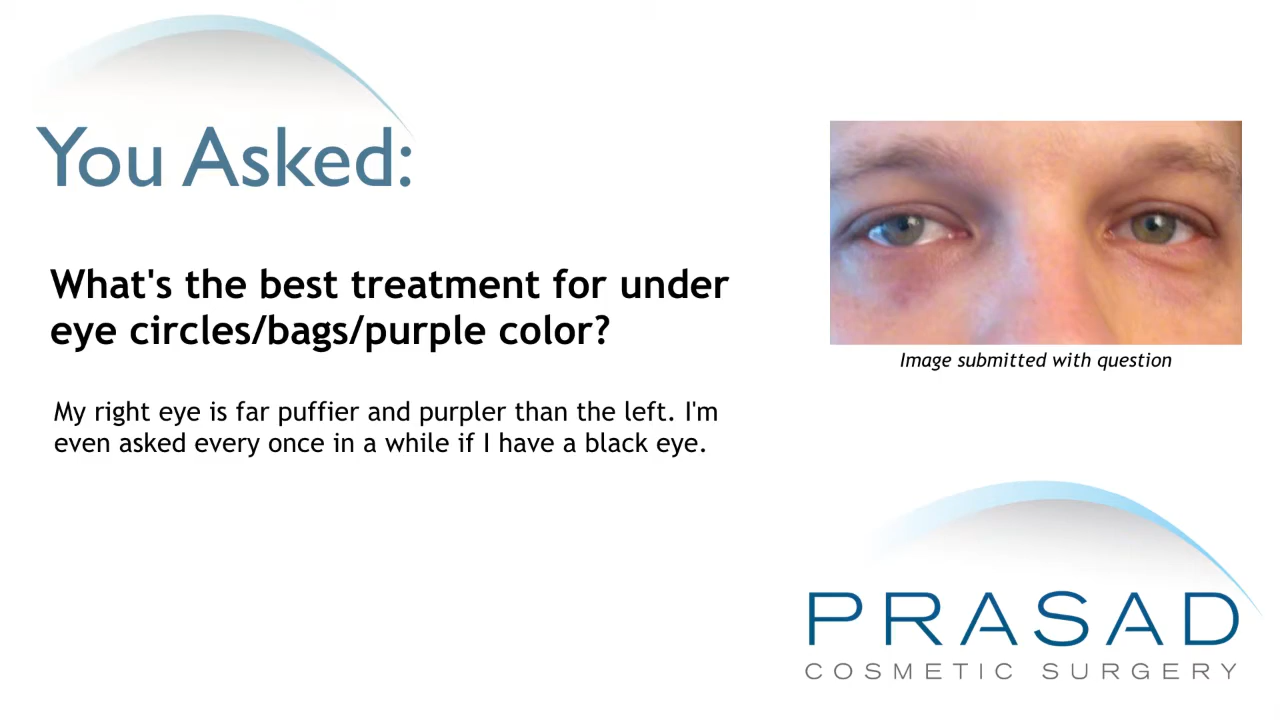 You Asked:
What's the best treatment for under
eye circles/bags/purple color?
My right eye is far puffier and purpler than the left. I'm
even asked every once in a while if I have a black eye.
Image submitted with question
PRASAD
COSMETIC SURGERY